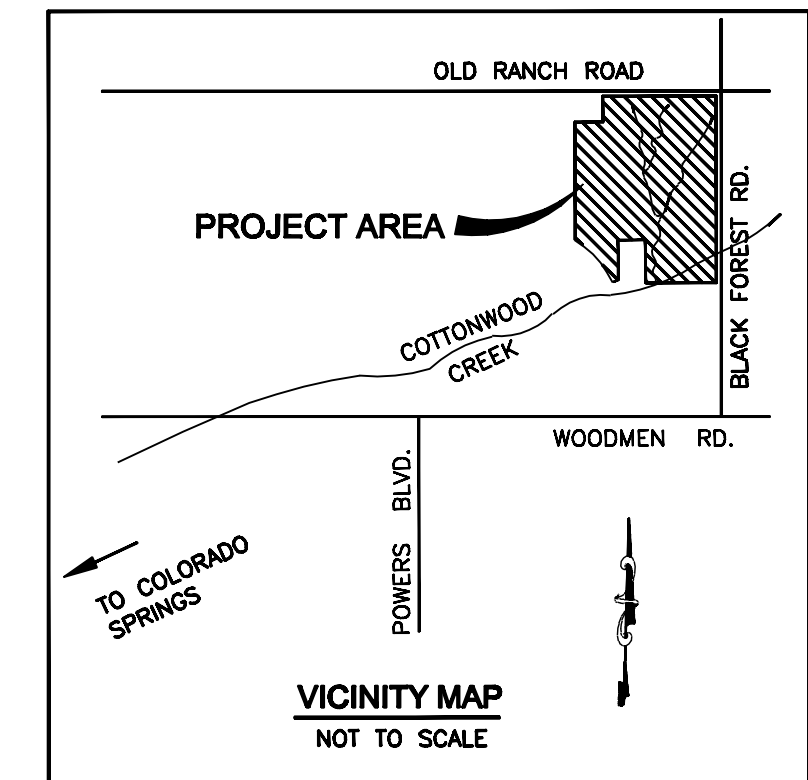 OLD RANCH ROAD
PROJECT AREA
BLACK FOREST RD.
COTTONWOOD
CREEK
WOODMEN RD.
POWERS BLVD.
TO COLORADO
SPRINGS
VICINITY MAP
NOT TO SCALE